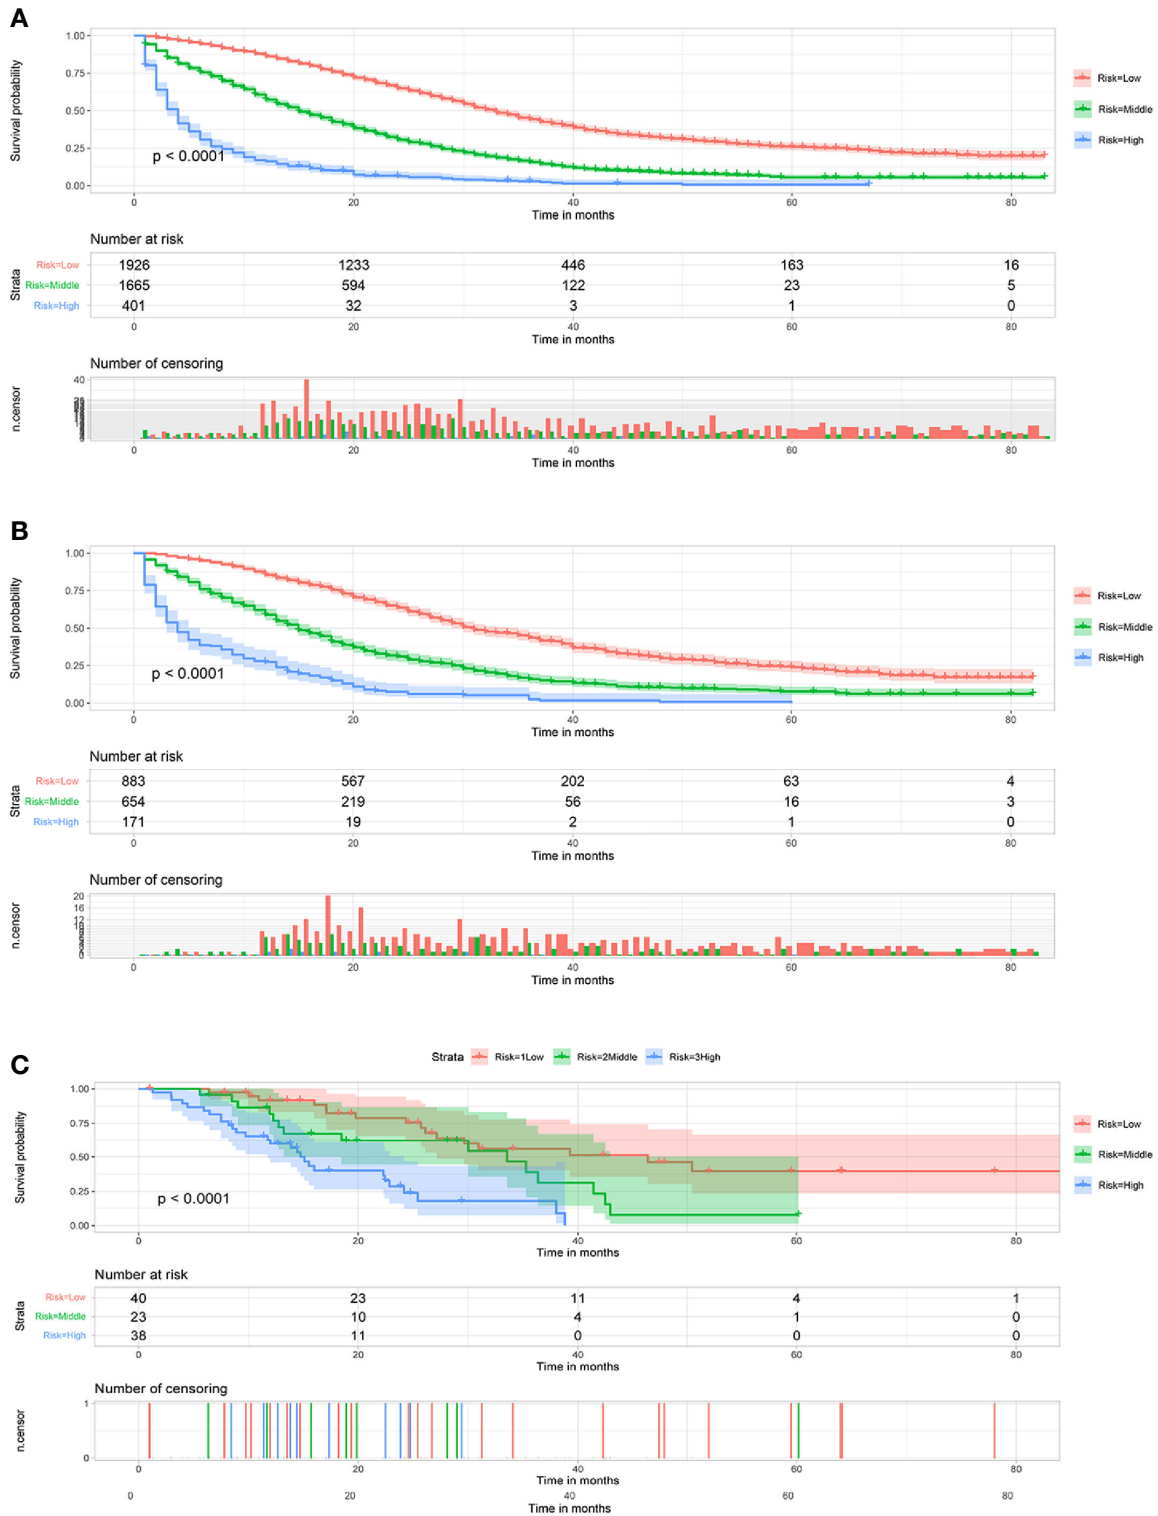 A
1.00
0.75
0.50
0.25
0.00
Survival probability
p < 0.0001
0 20 40 60 80
Time in months
Risk=Low
Risk=Middle
Risk=High
Number at risk
Strata
Risk=Low 1926 1233 446 163 16
Risk=Middle 1665 594 122 23 5
Risk=High 401 32 3 1 0
0 20 40 60 80
Time in months
Number of censoring
n.censor
40
0 20 40 60 80
Time in months
B
1.00
0.75
0.50
0.25
0.00
Survival probability
p < 0.0001
0 20 40 60 80
Time in months
Risk=Low
Risk=Middle
Risk=High
Number at risk
Strata
Risk=Low 883 567 202 63 4
Risk=Middle 654 219 56 16 3
Risk=High 171 19 2 1 0
0 20 40 60 80
Time in months
Number of censoring
n.censor
20
16
12
0
0 20 40 60 80
Time in months
C
Strata Risk=1Low Risk=2Middle Risk=3High
1.00
0.75
0.50
0.25
0.00
Survival probability
p < 0.0001
0 20 40 60 80
Time in months
Risk=Low
Risk=Middle
Risk=High
Number at risk
Strata
Risk=Low 40 23 11 4 1
Risk=Middle 23 10 4 1 0
Risk=High 38 11 0 0 0
0 20 40 60 80
Time in months
Number of censoring
n.censor
1
0
0 20 40 60 80
Time in months
0 20 40 60 80
Time in months